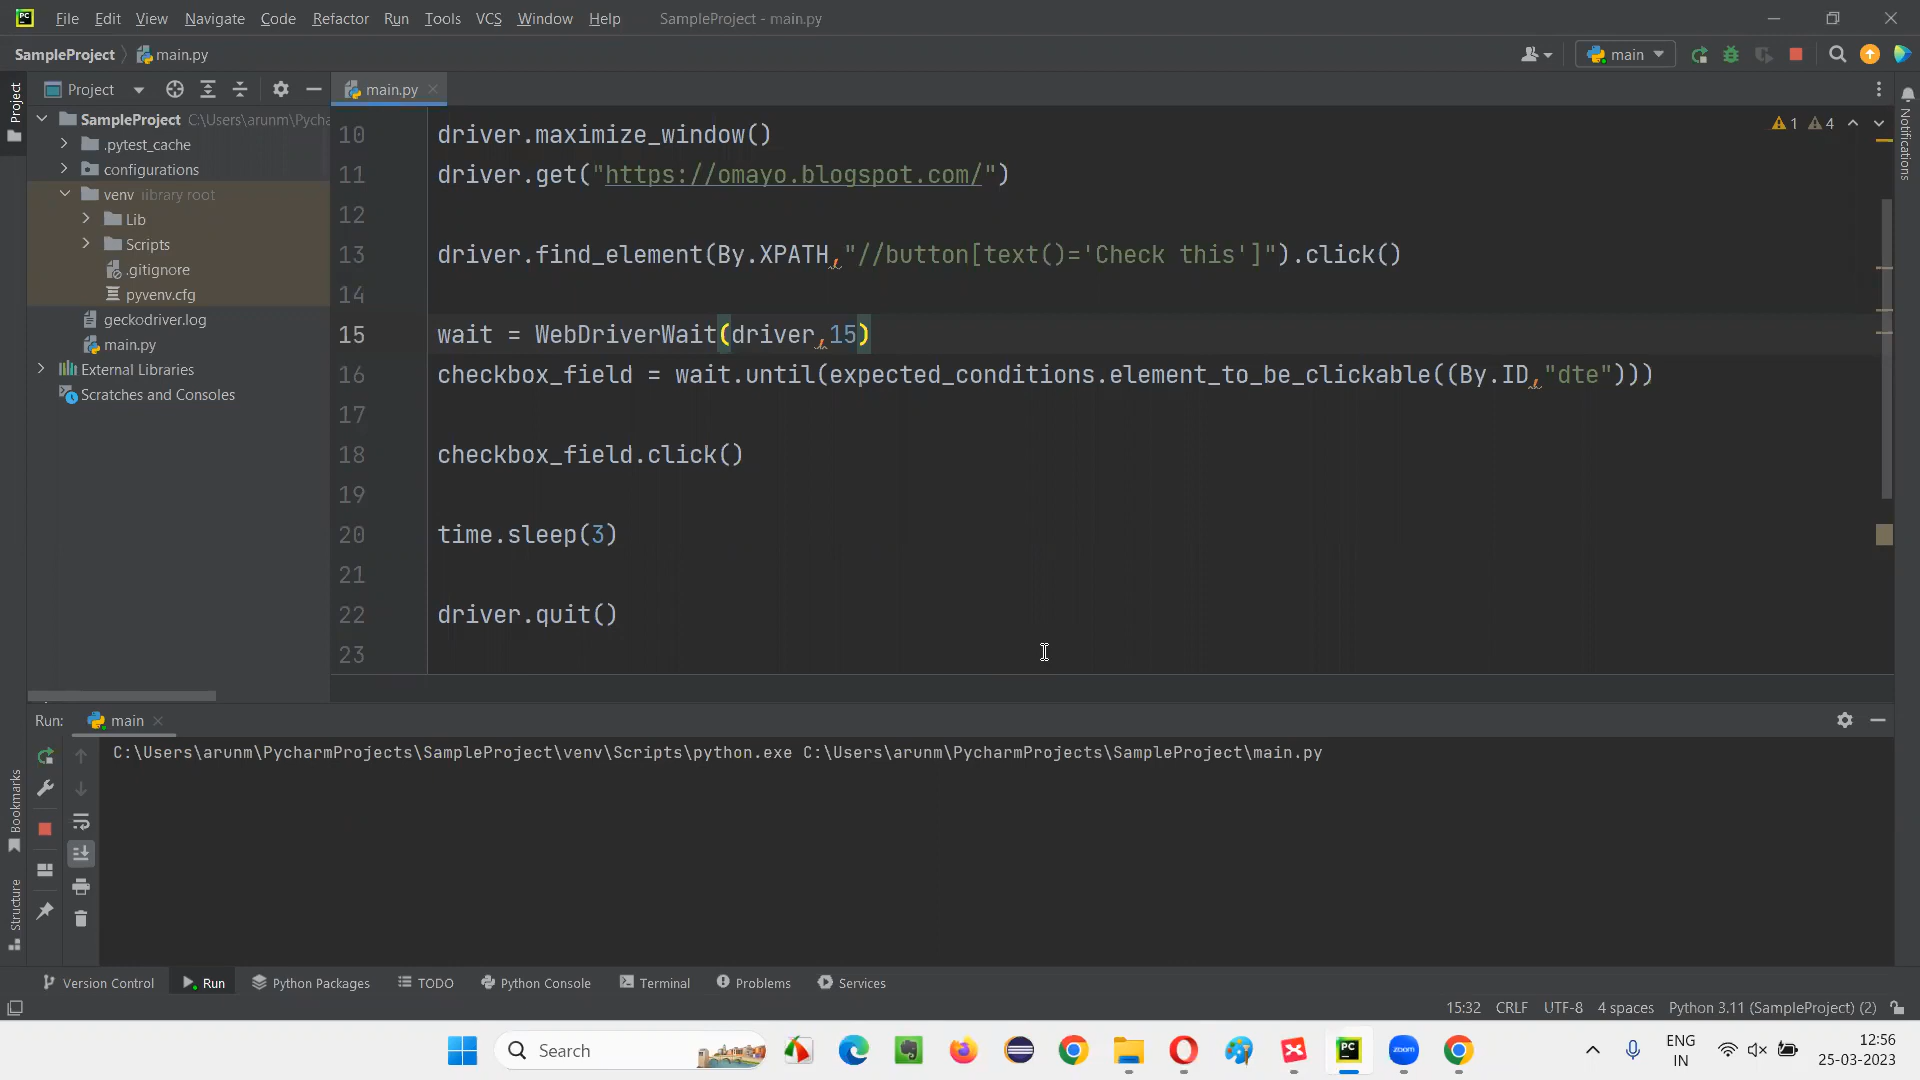 PC File Edit View Navigate Code Refactor Run Tools VCS Window Help SampleProject - main.py
SampleProject main.py main
Project main.py
Project
Notifications
SampleProject C:\Users\arunm\Pycha
.pytest_cache
configurations
venv library root
Lib
Scripts
.gitignore
pyvenv.cfg
geckodriver.log
main.py
External Libraries
Scratches and Consoles
1 4
10 driver.maximize_window()
11 driver.get("https://omayo.blogspot.com/")
12
13 driver.find_element(By.XPATH,"//button[text()='Check this']").click()
14
15 wait = WebDriverWait(driver,15)
16 checkbox_field = wait.until(expected_conditions.element_to_be_clickable((By.ID,"dte")))
17
18 checkbox_field.click()
19
20 time.sleep(3)
21
22 driver.quit()
23
Run: main
C:\Users\arunm\PycharmProjects\SampleProject\venv\Scripts\python.exe C:\Users\arunm\PycharmProjects\SampleProject\main.py
Bookmarks
Structure
Version Control Run Python Packages TODO Python Console Terminal Problems Services
15:32 CRLF UTF-8 4 spaces Python 3.11 (SampleProject) (2)
Search PC zoom ENG 12:56
IN 25-03-2023